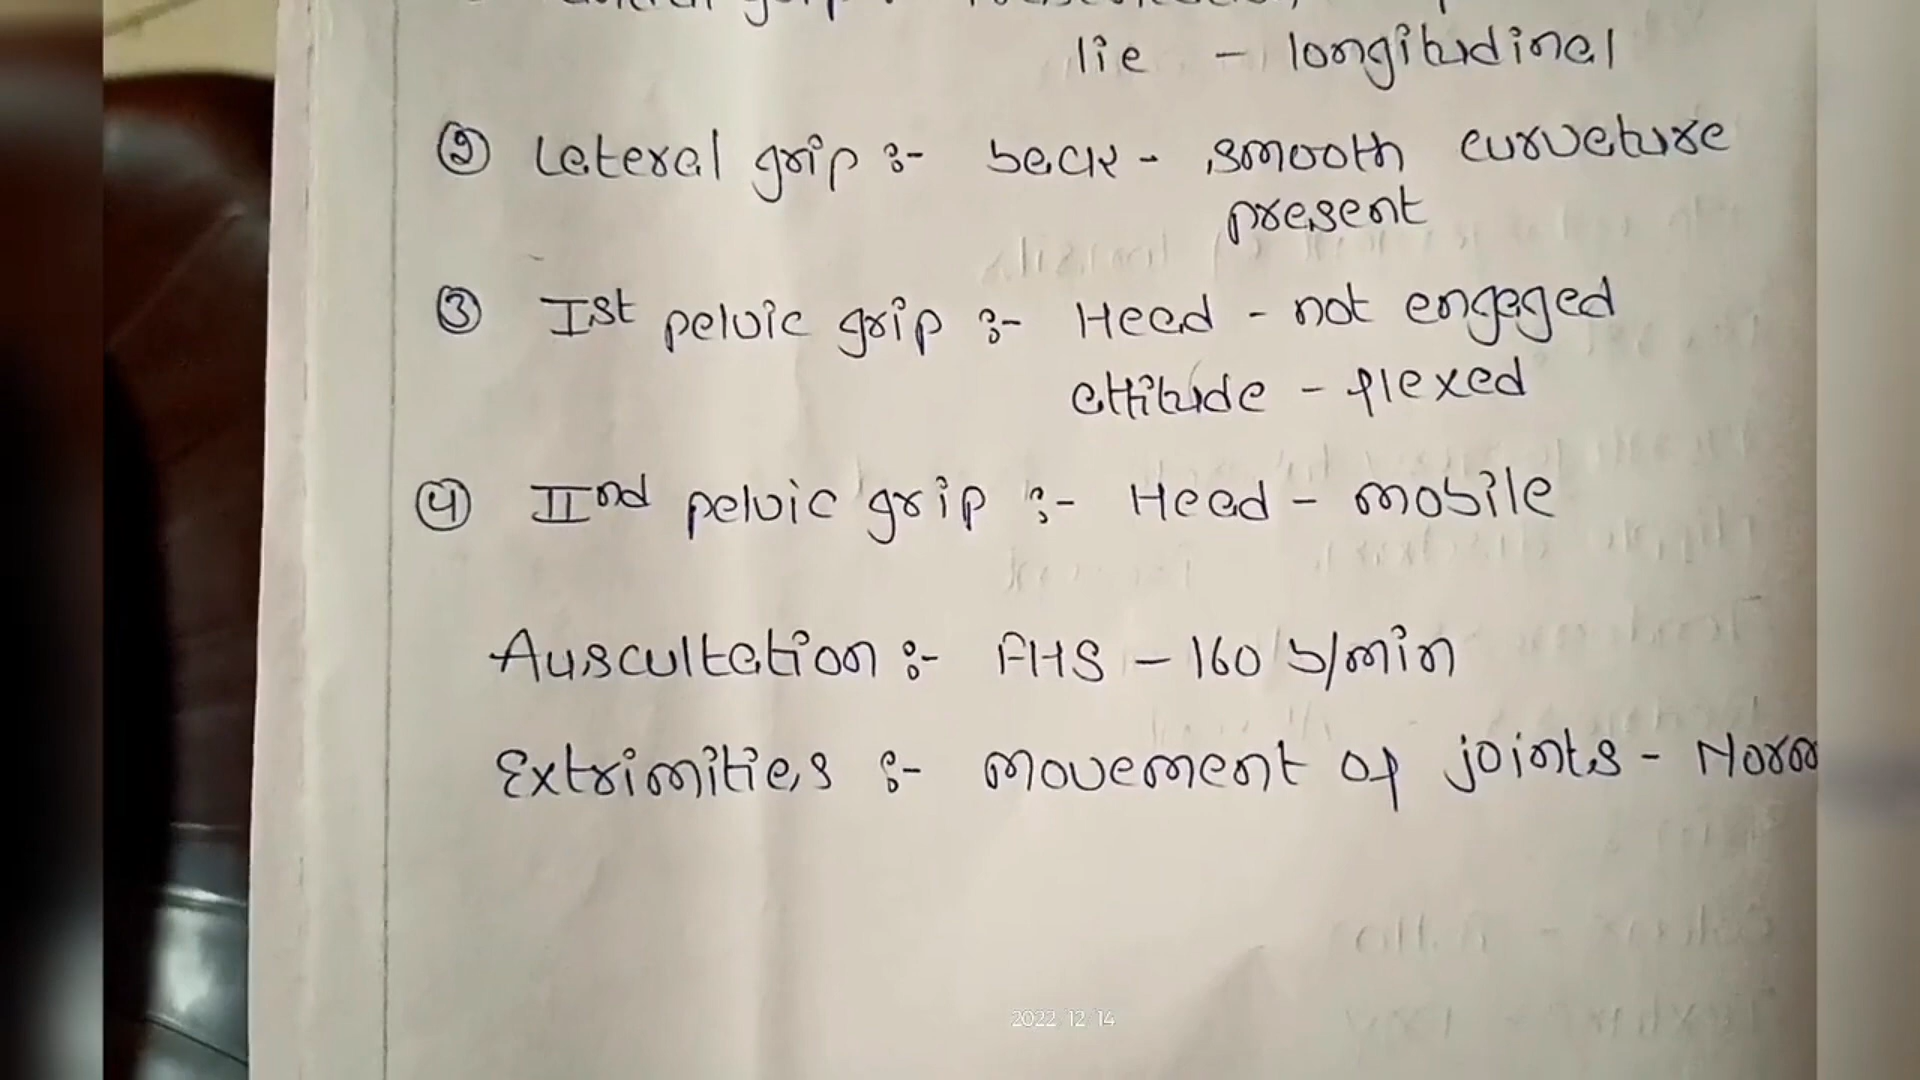 lie - longitudinal
② Lateral grip :- back - smooth curvature
present
③ Ist pelvic grip :- Head - not engaged
attitude - flexed
④ IInd pelvic grip :- Head - mobile
Auscultation :- FHS - 160 b/min
Extrimities :- movement of joints - Norm
2022 12 14